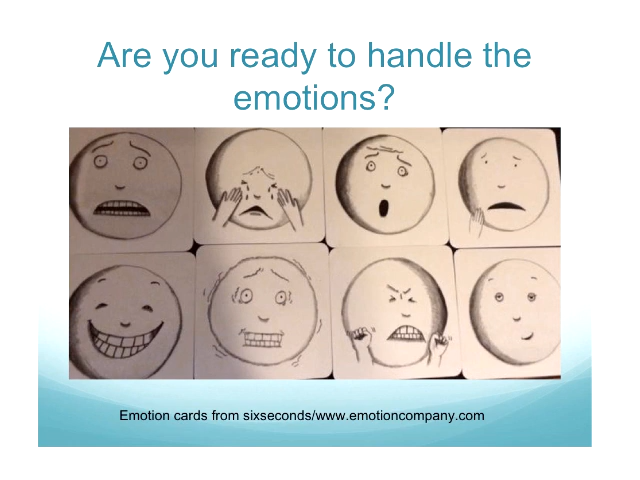 Are you ready to handle the
emotions?
Emotion cards from sixseconds/www.emotioncompany.com